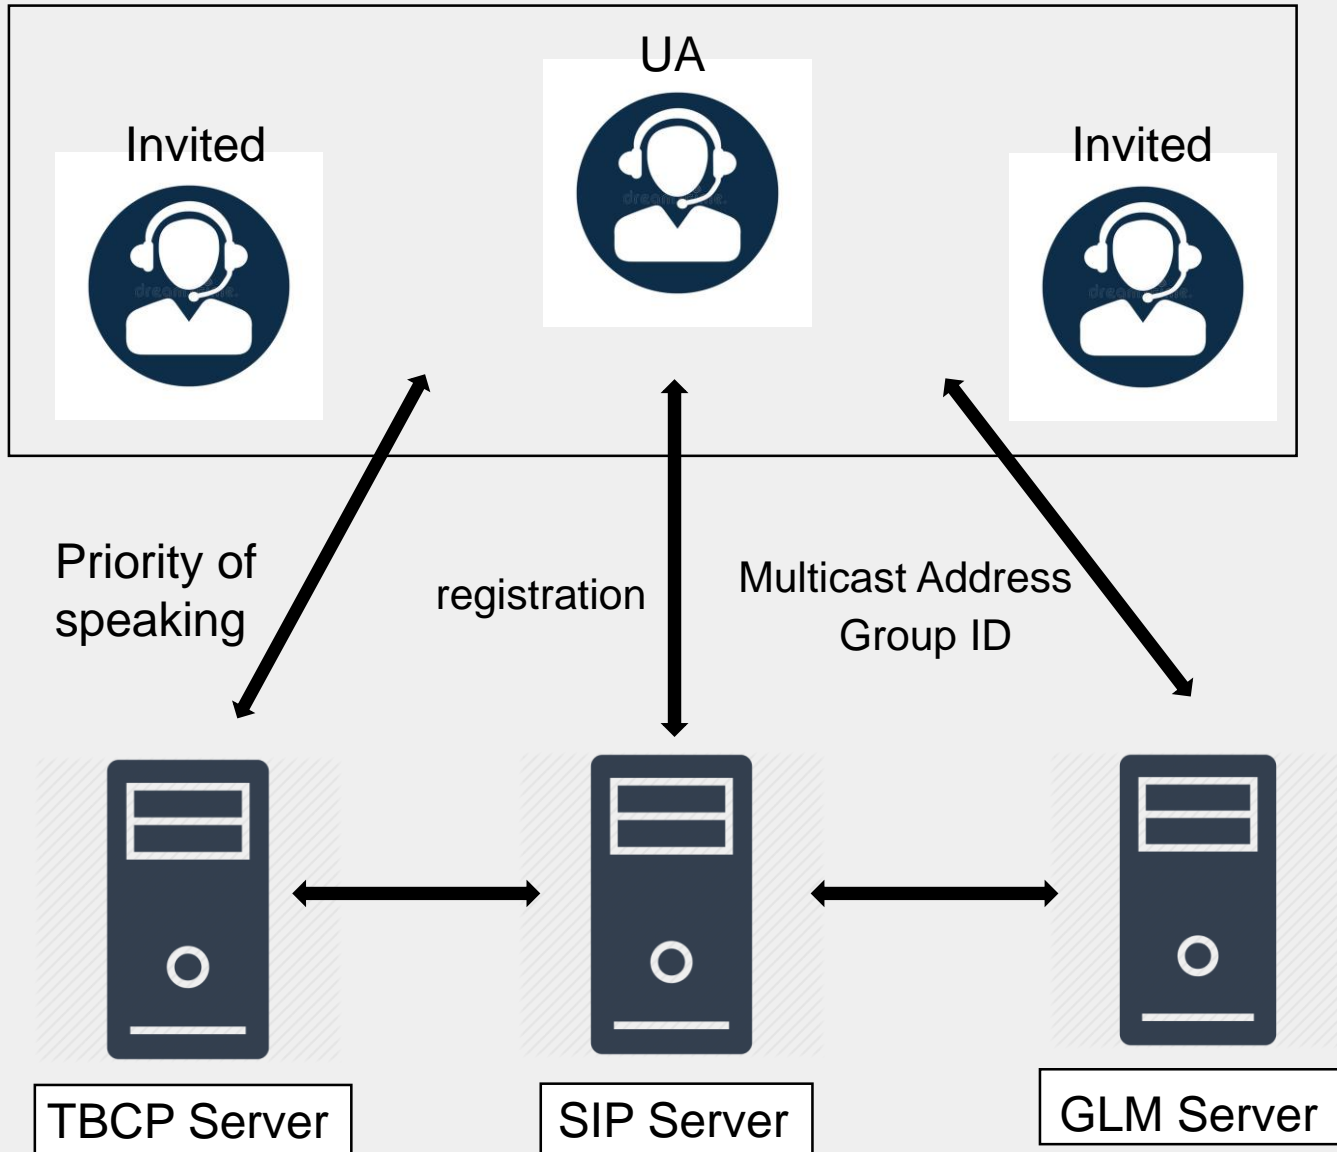 UA
Invited
Invited
Priority of
speaking
registration
Multicast Address
Group ID
TBCP Server
SIP Server
GLM Server